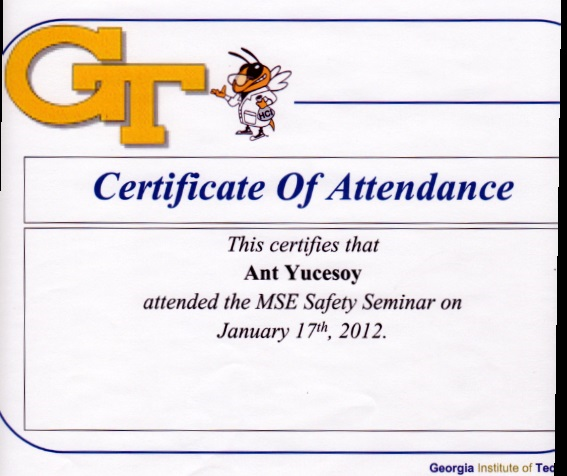 GT
HCl
Certificate Of Attendance
This certifies that
Ant Yucesoy
attended the MSE Safety Seminar on
January 17th, 2012.
Georgia Institute of Tec